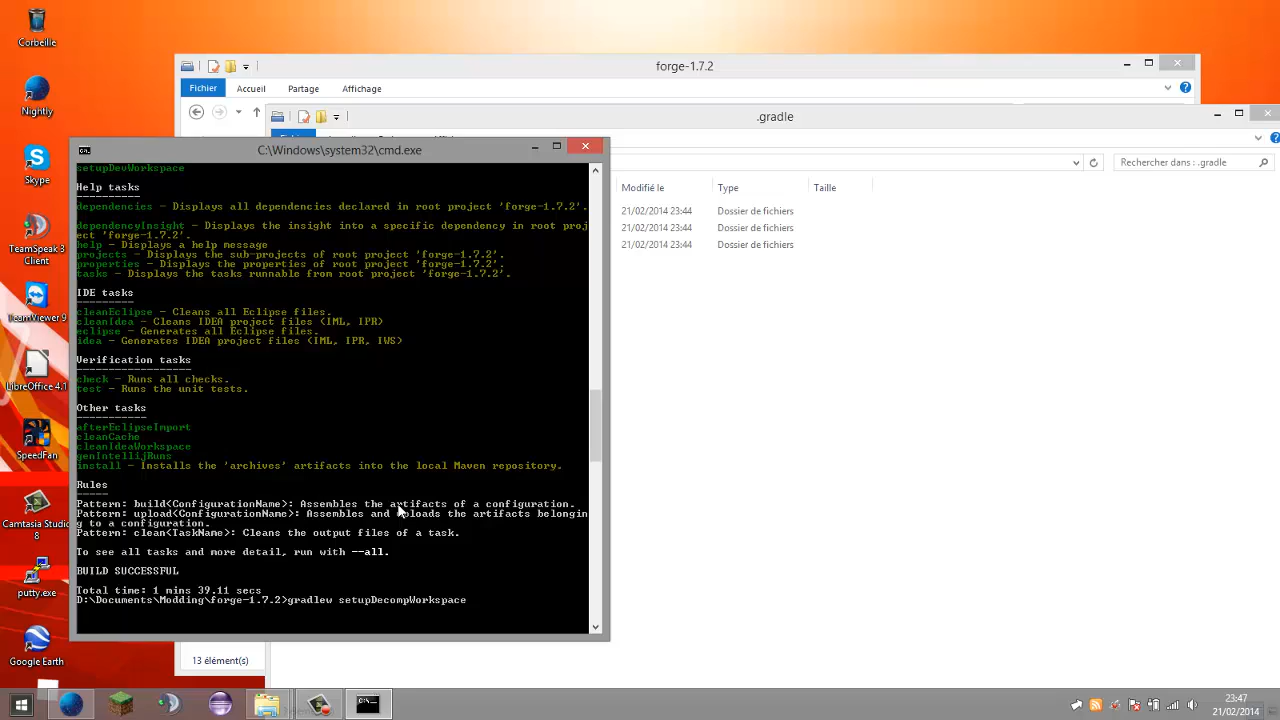 Corbeille
Nightly
Skype
TeamSpeak 3
Client
TeamViewer 9
LibreOffice 4.1
SpeedFan
Camtasia Studio
8
putty.exe
Google Earth
forge-1.7.2
Fichier
Accueil
Partage
Affichage
.gradle
Rechercher dans : .gradle
Modifié le
Type
Taille
21/02/2014 23:44
Dossier de fichiers
21/02/2014 23:44
Dossier de fichiers
21/02/2014 23:44
Dossier de fichiers
C:\Windows\system32\cmd.exe
setupDevWorkspace
Help tasks
----------
dependencies - Displays all dependencies declared in root project 'forge-1.7.2'.
dependencyInsight - Displays the insight into a specific dependency in root proj
ect 'forge-1.7.2'.
help - Displays a help message
projects - Displays the sub-projects of root project 'forge-1.7.2'.
properties - Displays the properties of root project 'forge-1.7.2'.
tasks - Displays the tasks runnable from root project 'forge-1.7.2'.
IDE tasks
---------
cleanEclipse - Cleans all Eclipse files.
cleanIdea - Cleans IDEA project files (IML, IPR)
eclipse - Generates all Eclipse files.
idea - Generates IDEA project files (IML, IPR, IWS)
Verification tasks
------------------
check - Runs all checks.
test - Runs the unit tests.
Other tasks
-----------
afterEclipseImport
cleanCache
cleanIdeaWorkspace
genIntellijRuns
install - Installs the 'archives' artifacts into the local Maven repository.
Rules
-----
Pattern: build<ConfigurationName>: Assembles the artifacts of a configuration.
Pattern: upload<ConfigurationName>: Assembles and uploads the artifacts belongin
g to a configuration.
Pattern: clean<TaskName>: Cleans the output files of a task.
To see all tasks and more detail, run with --all.
BUILD SUCCESSFUL
Total time: 1 mins 39.11 secs
D:\Documents\Modding\forge-1.7.2>gradlew setupDecompWorkspace
13 élément(s)
23:47
21/02/2014